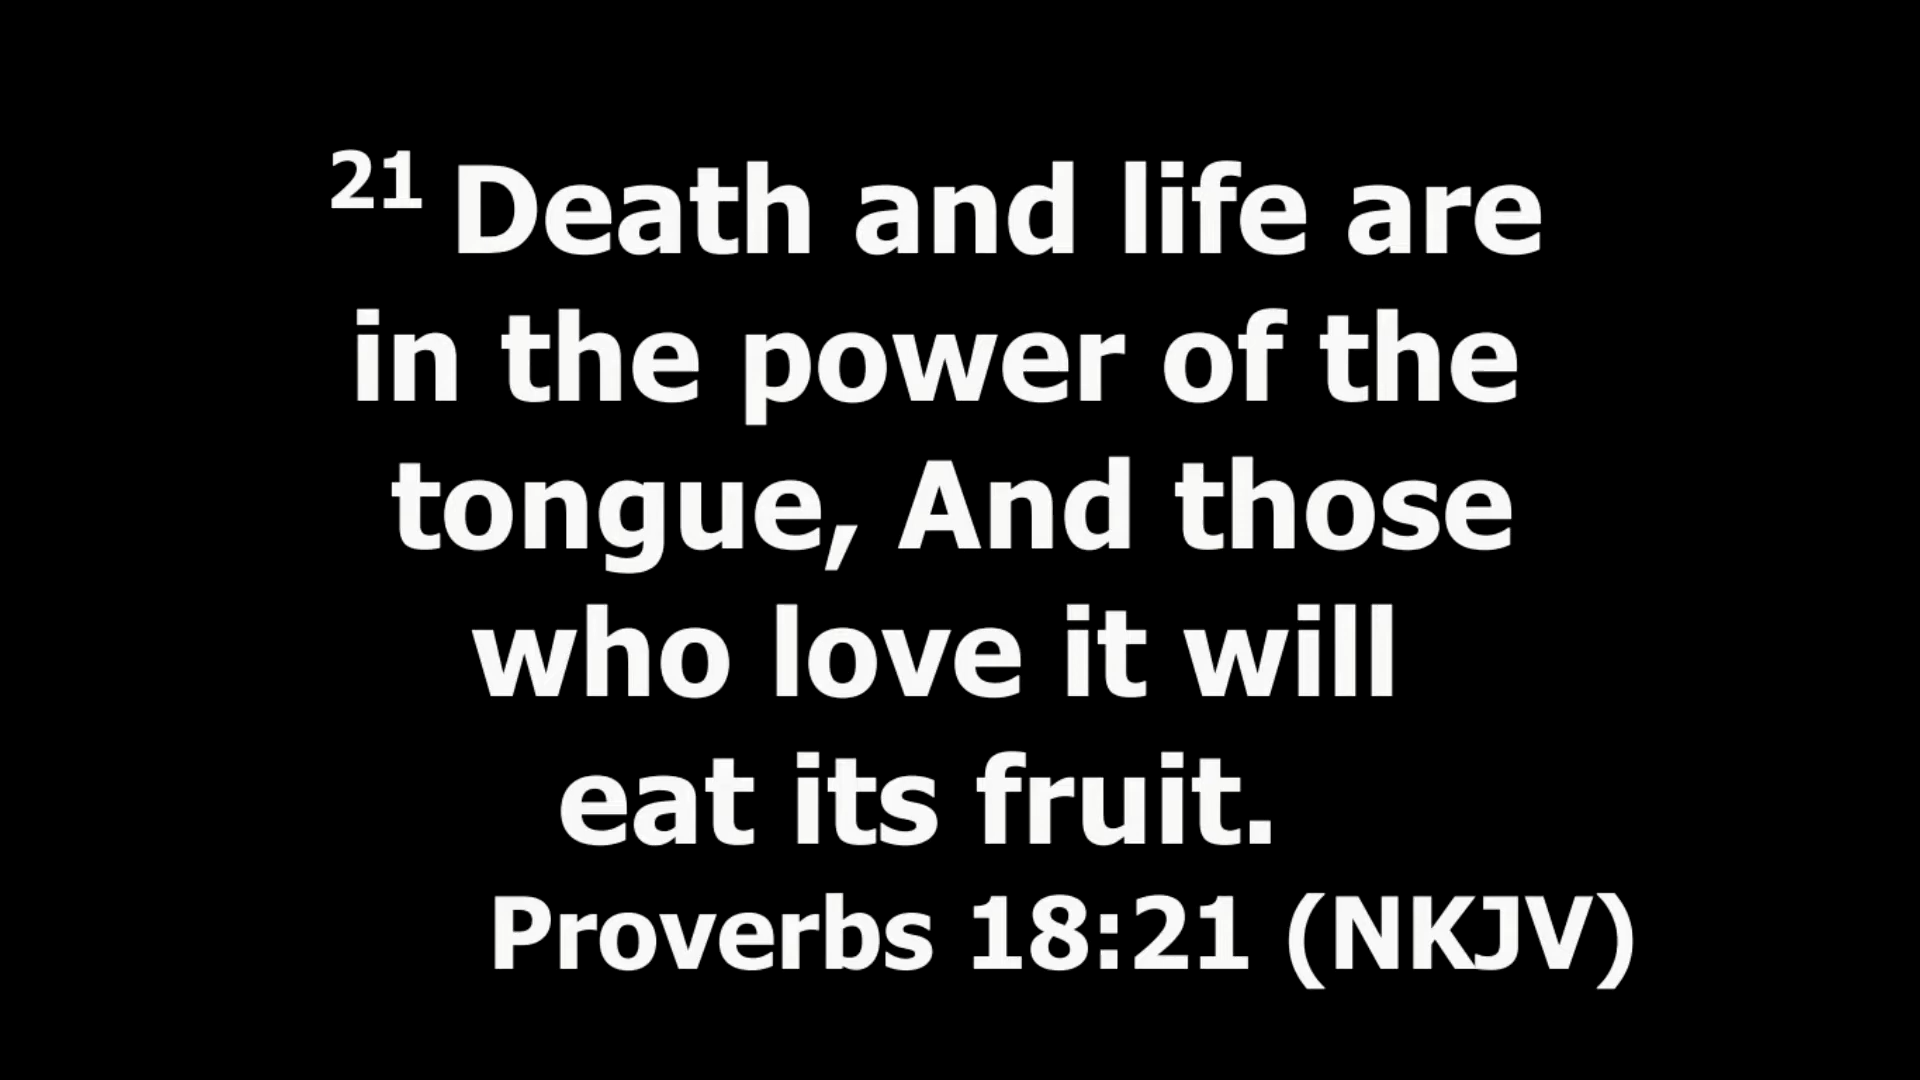 21 Death and life are
in the power of the
tongue, And those
who love it will
eat its fruit.
Proverbs 18:21 (NKJV)